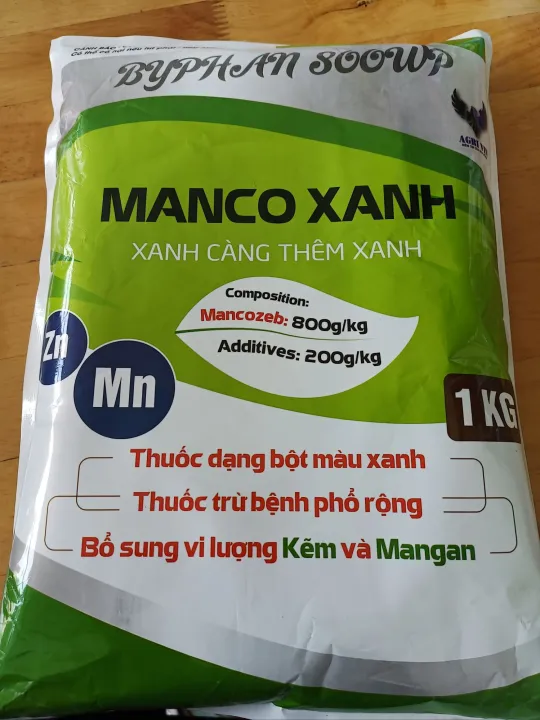 BYPHAN 800WP
MANCO XANH
XANH CÀNG THÊM XANH
Composition:
Mancozeb: 800g/kg
Additives: 200g/kg
Zn
Mn
1 KG
Thuốc dạng bột màu xanh
Thuốc trừ bệnh phổ rộng
Bổ sung vi lượng Kẽm và Mangan